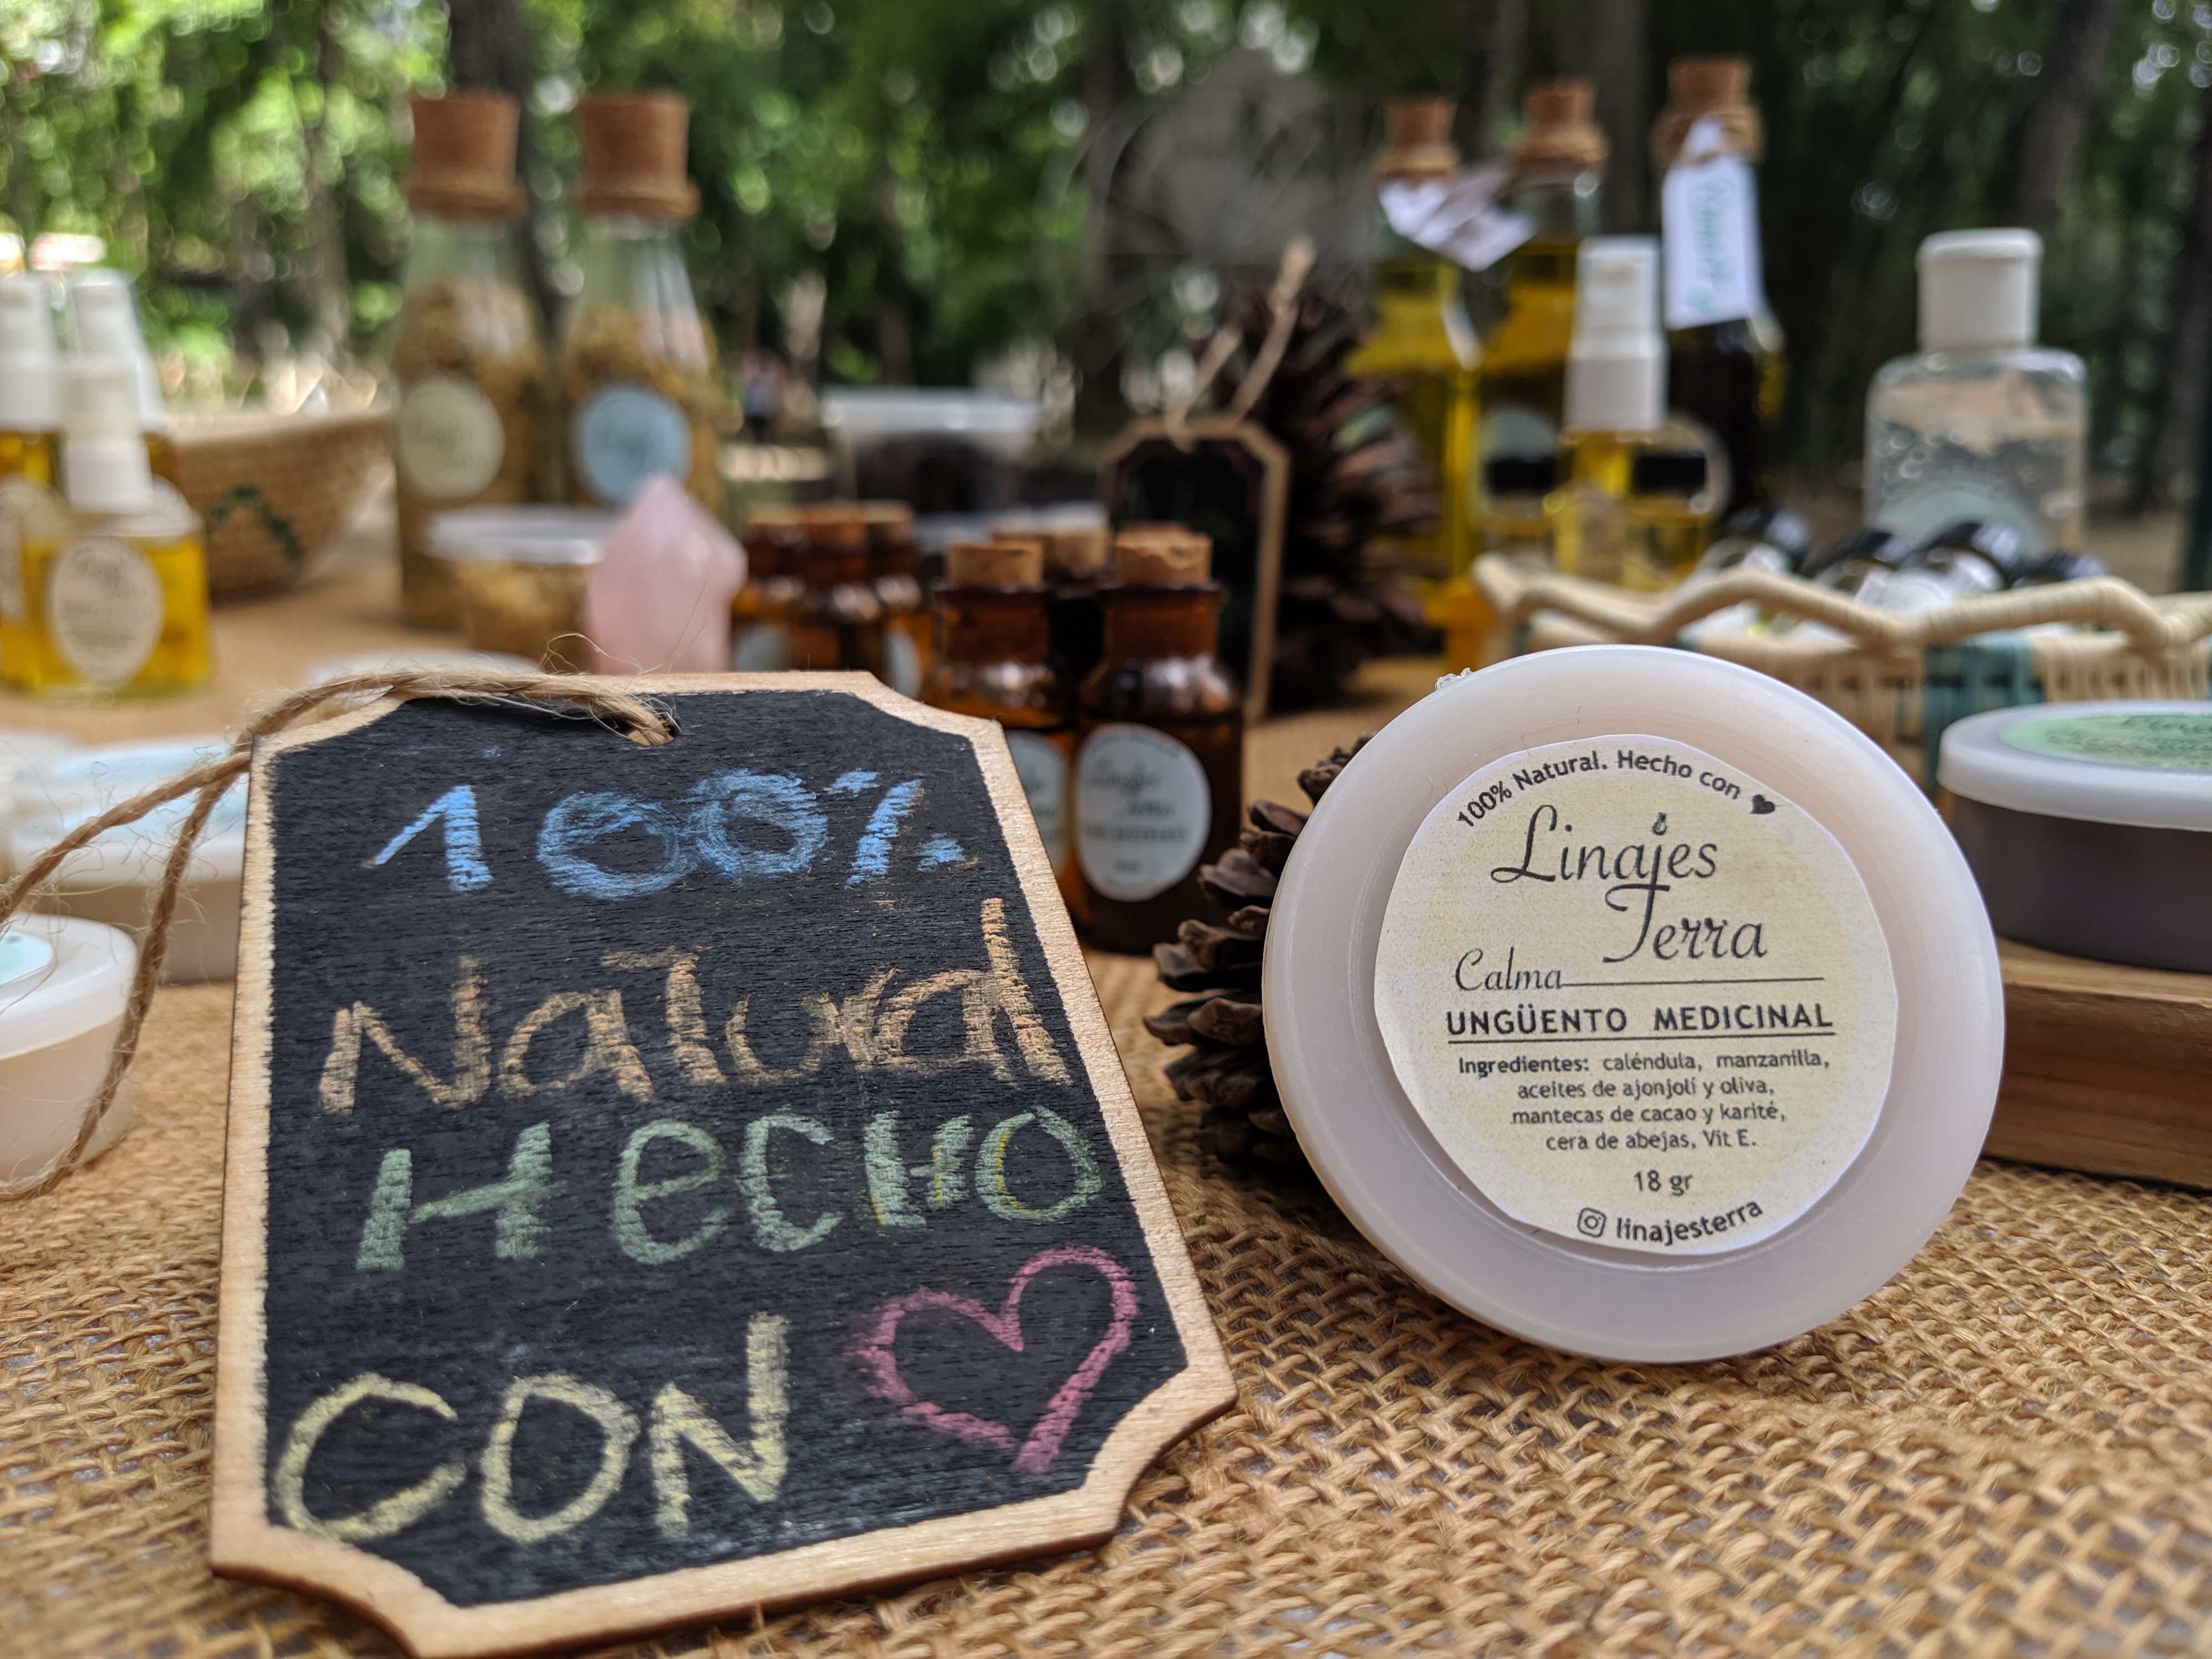 100%
Natural
Hecho
CON
100% Natural. Hecho con
Linajes
Terra
Calma
UNGÜENTO MEDICINAL
Ingredientes: caléndula, manzanilla,
aceites de ajonjolí y oliva,
mantecas de cacao y karité,
cera de abejas, Vit E.
18 gr
linajesterra